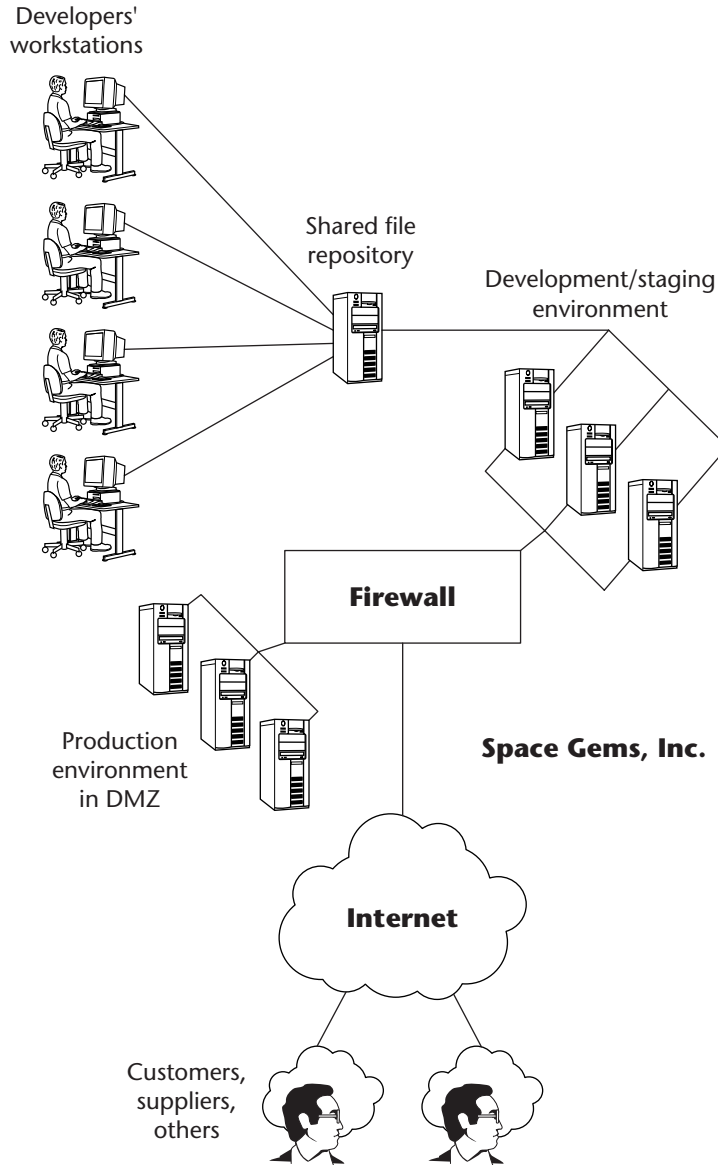 Developers'
workstations
Shared file
repository
Development/staging
environment
Firewall
Production
environment
in DMZ
Space Gems, Inc.
Internet
Customers,
suppliers,
others